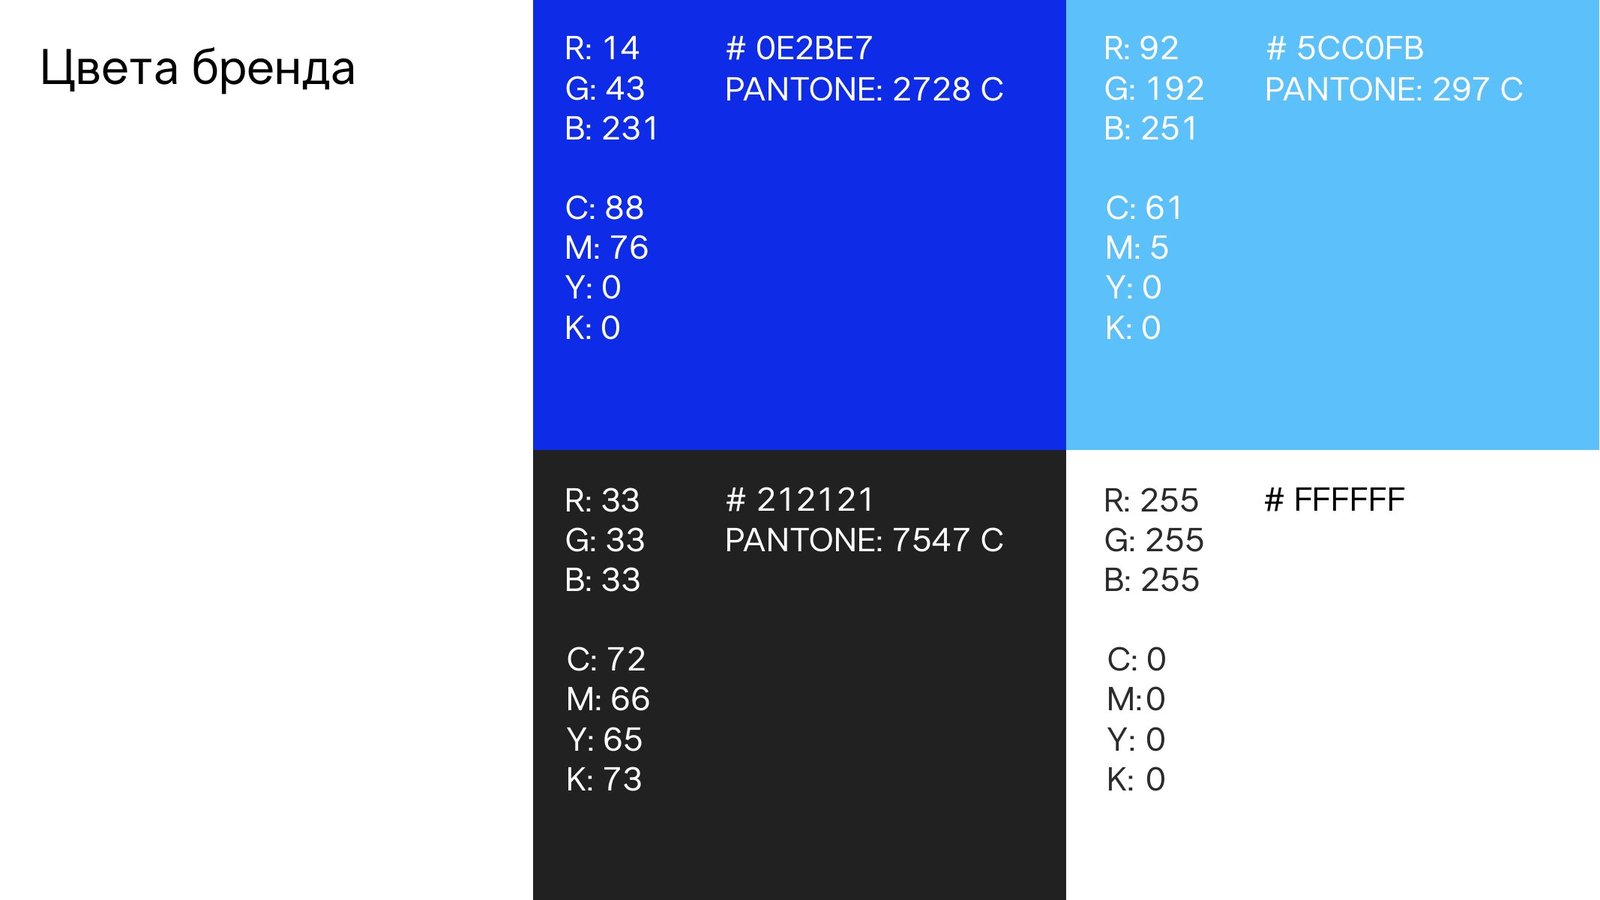 Цвета бренда
R: 14
G: 43
B: 231
# 0E2BE7
PANTONE: 2728 C
C: 88
M: 76
Y: 0
K: 0
R: 92
G: 192
B: 251
# 5CC0FB
PANTONE: 297 C
C: 61
M: 5
Y: 0
K: 0
R: 33
G: 33
B: 33
# 212121
PANTONE: 7547 C
C: 72
M: 66
Y: 65
K: 73
R: 255
G: 255
B: 255
# FFFFFF
C: 0
M:0
Y: 0
K: 0